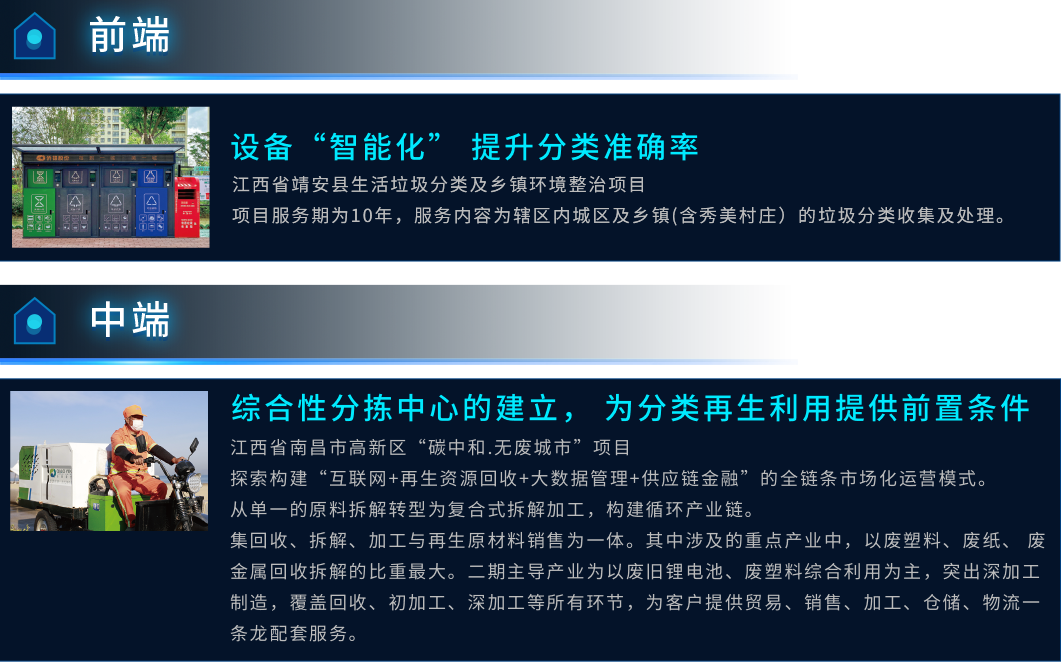 前端
设备“智能化” 提升分类准确率
江西省靖安县生活垃圾分类及乡镇环境整治项目
项目服务期为10年，服务内容为辖区内城区及乡镇(含秀美村庄）的垃圾分类收集及处理。
中端
综合性分拣中心的建立， 为分类再生利用提供前置条件
江西省南昌市高新区“碳中和.无废城市”项目
探索构建“互联网+再生资源回收+大数据管理+供应链金融”的全链条市场化运营模式。
从单一的原料拆解转型为复合式拆解加工，构建循环产业链。
集回收、拆解、加工与再生原材料销售为一体。其中涉及的重点产业中，以废塑料、废纸、 废
金属回收拆解的比重最大。二期主导产业为以废旧锂电池、废塑料综合利用为主，突出深加工
制造，覆盖回收、初加工、深加工等所有环节，为客户提供贸易、销售、加工、仓储、物流一
条龙配套服务。